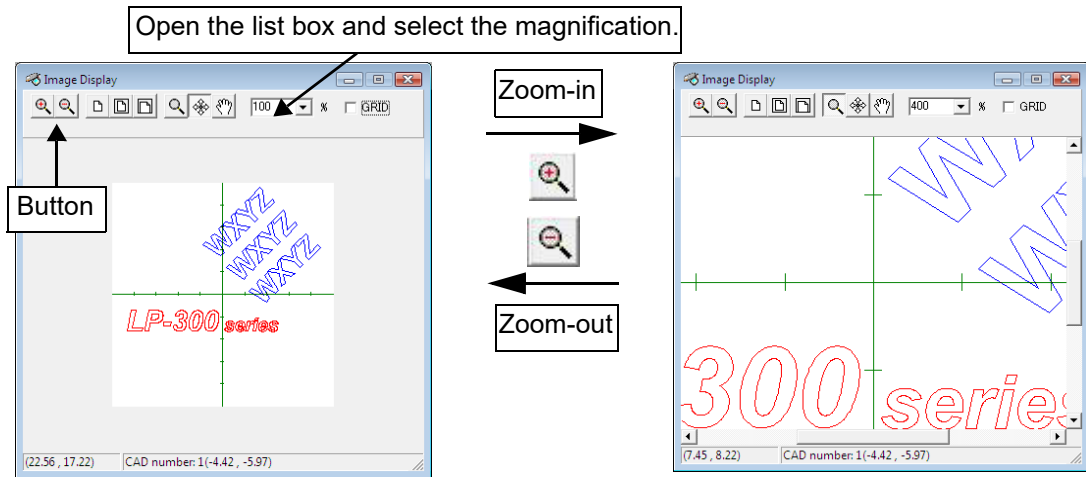 Open the list box and select the magnification.
Image Display
100 % GRID
Button
WXYZ
WXYZ
WXYZ
LP-300 series
(22.56 , 17.22) CAD number: 1(-4.42 , -5.97)
Zoom-in
Zoom-out
Image Display
400 % GRID
WX
W
300 series
(7.45 , 8.22) CAD number: 1(-4.42 , -5.97)